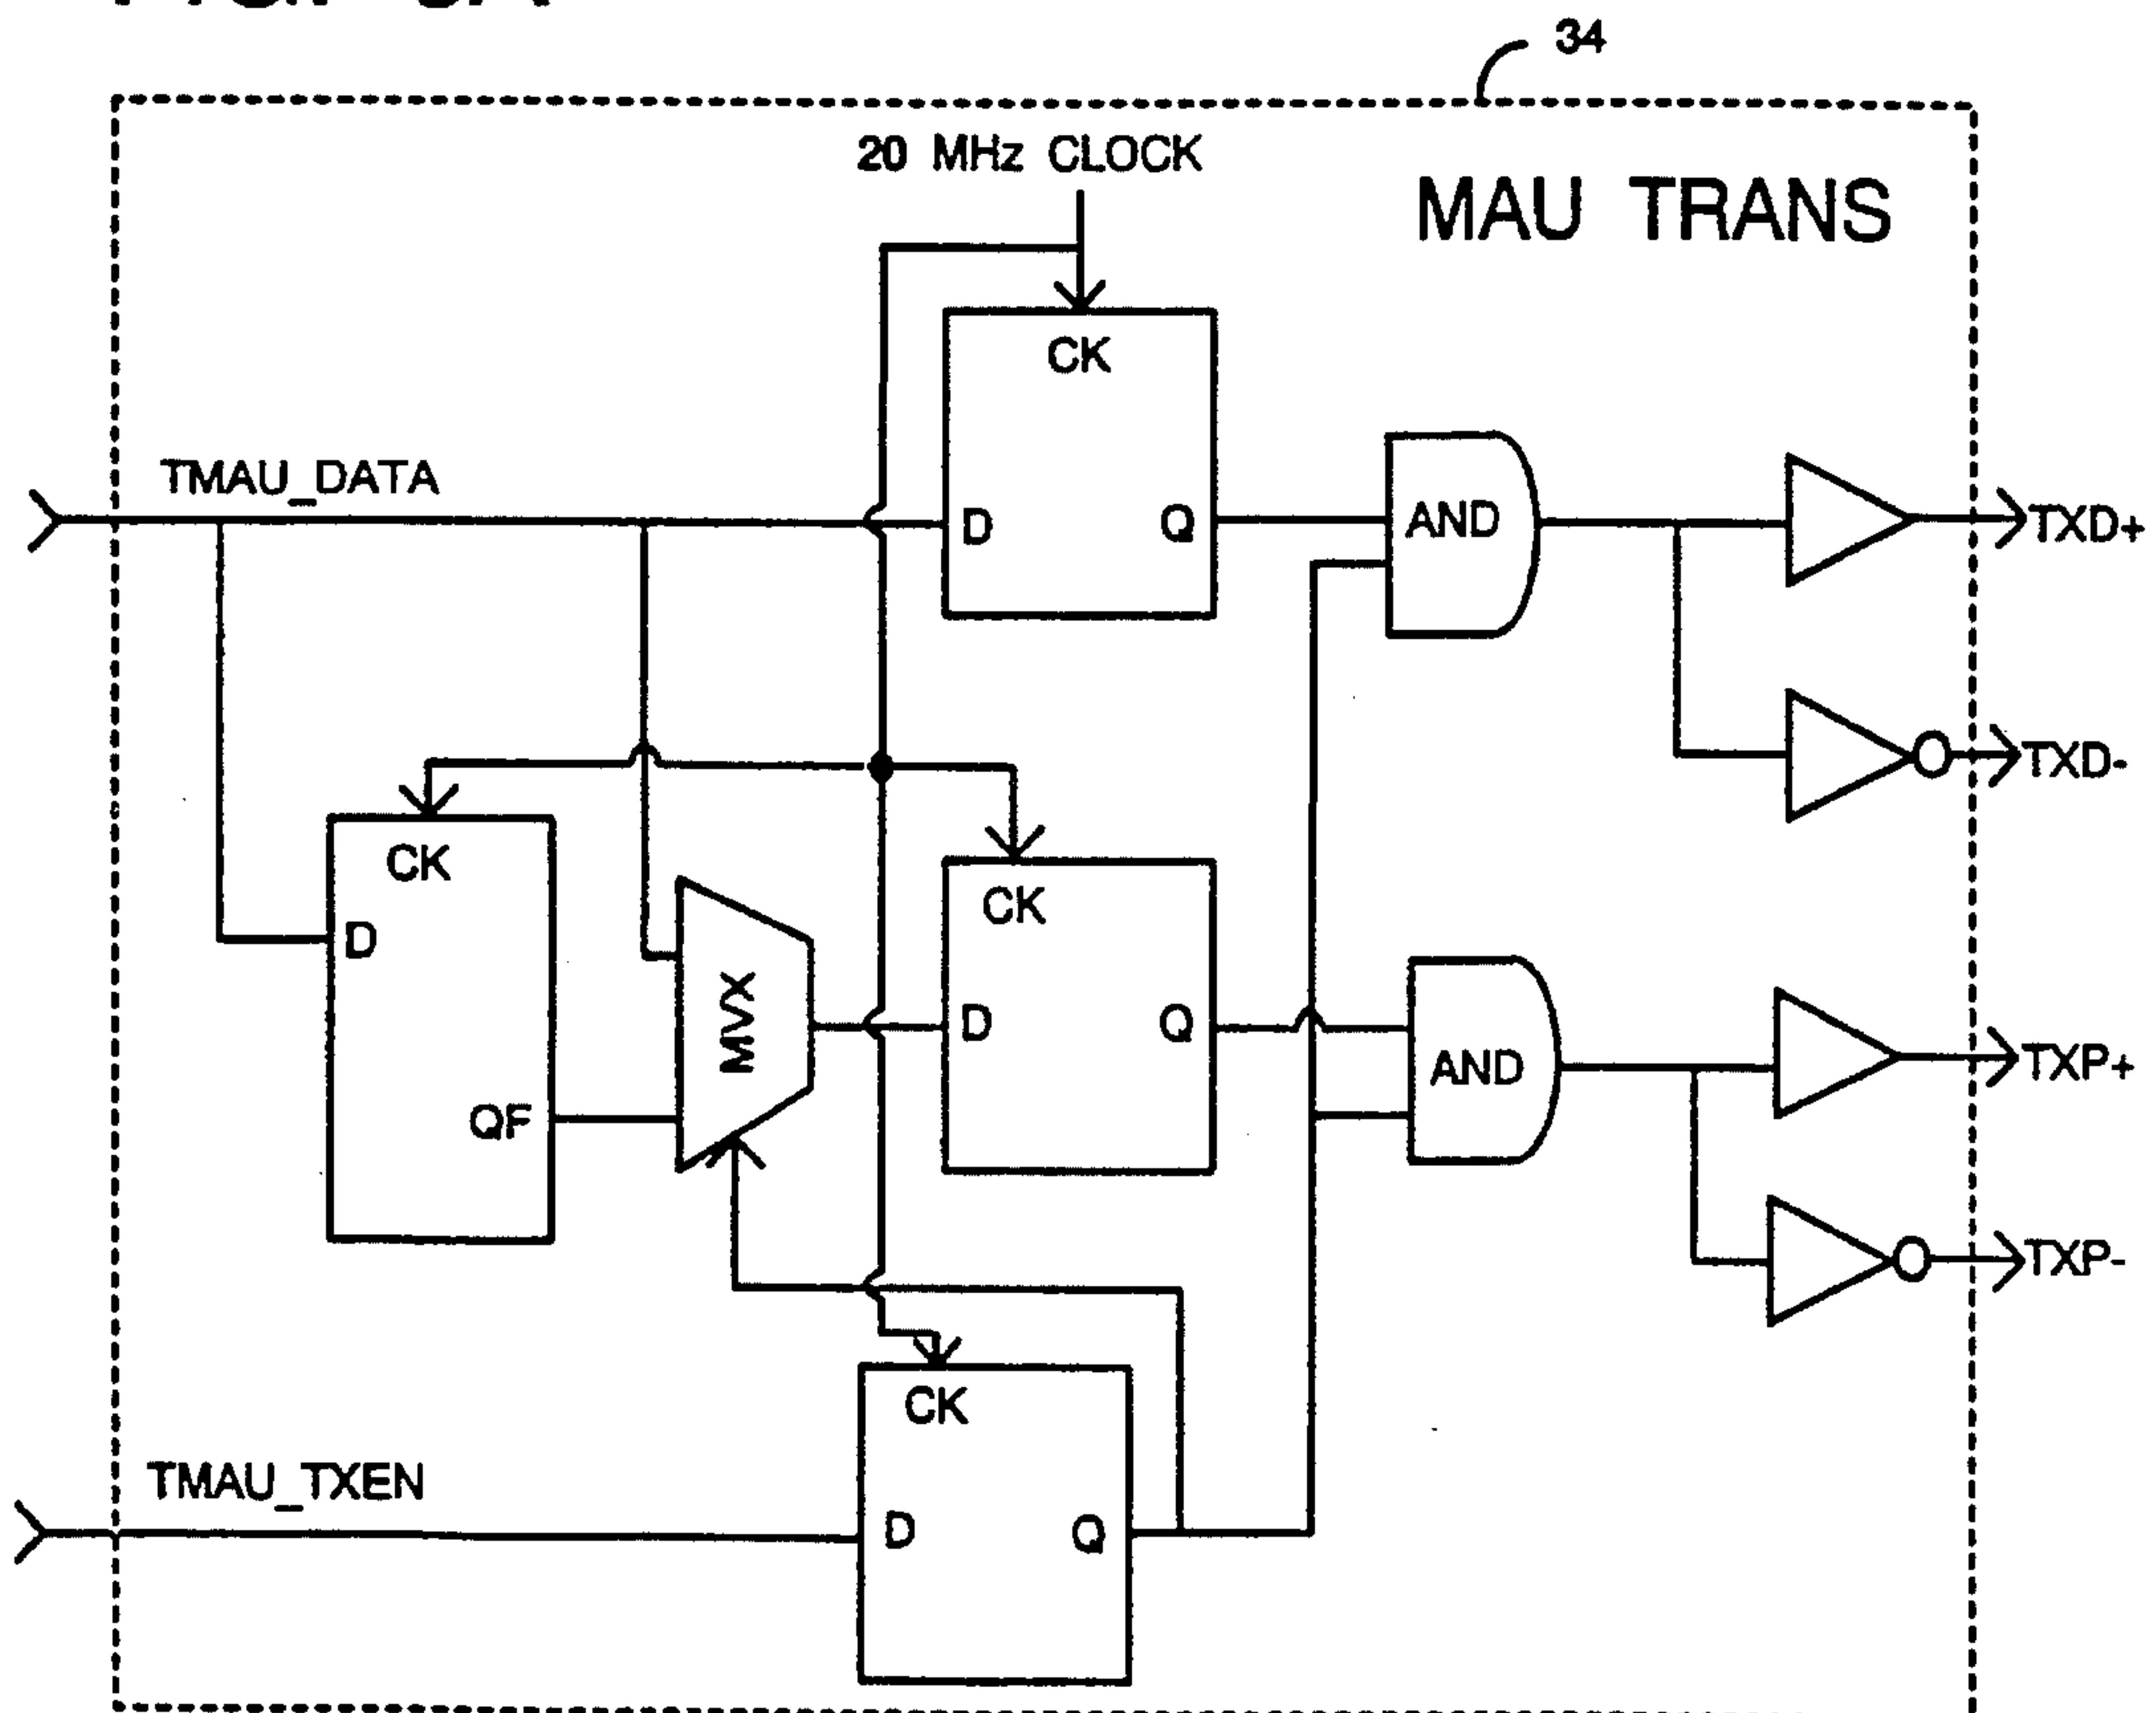 34
20 MHz CLOCK
MAU TRANS
CK
TMAU_DATA
D
Q
AND
TXD+
TXD-
CK
CK
D
MVX
D
Q
AND
TXP+
QF
TXP-
CK
TMAU_TXEN
D
Q